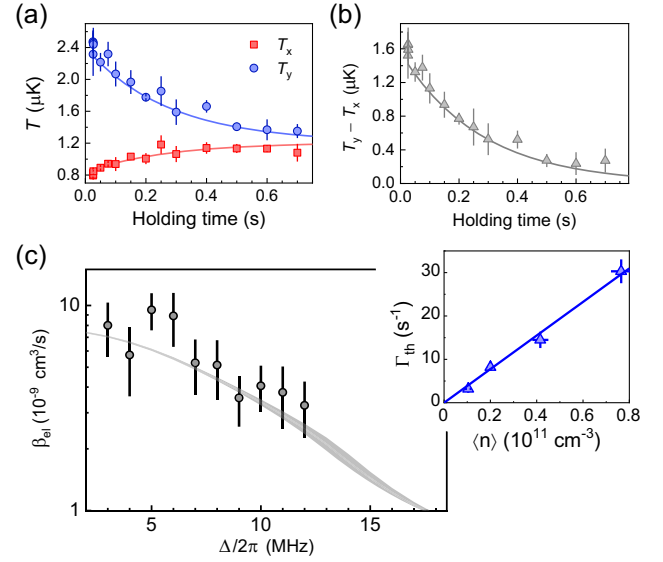 (a)
T (μK)
2.4
2.0
1.6
1.2
0.8
Tx
Ty
0.0 0.2 0.4 0.6
Holding time (s)
(b)
Ty − Tx (μK)
1.6
1.2
0.8
0.4
0.0
0.0 0.2 0.4 0.6
Holding time (s)
(c)
βel (10-9 cm3/s)
10
1
5 10 15
Δ/2π (MHz)
Γth (s-1)
30
20
10
0
0 0.2 0.4 0.6 0.8
⟨n⟩ (1011 cm-3)